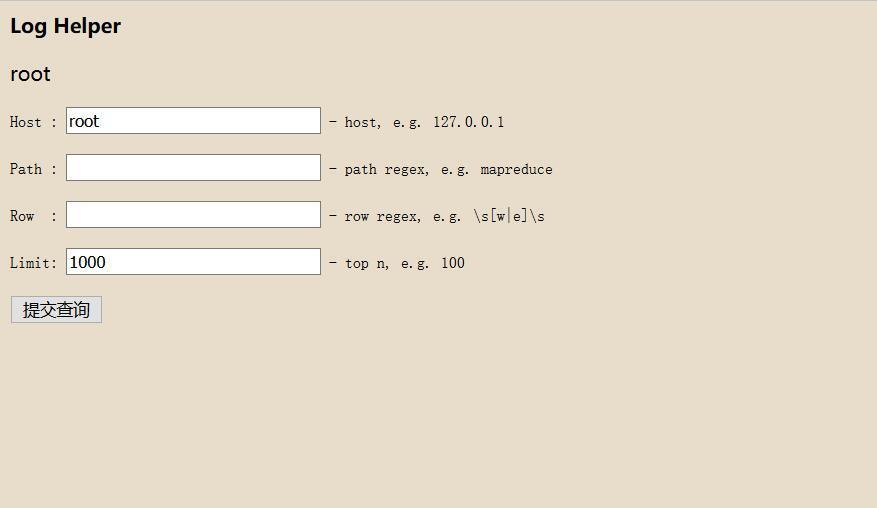 Log Helper
root
Host : root - host, e.g. 127.0.0.1
Path : - path regex, e.g. mapreduce
Row : - row regex, e.g. \s[w|e]\s
Limit: 1000 - top n, e.g. 100
提交查询